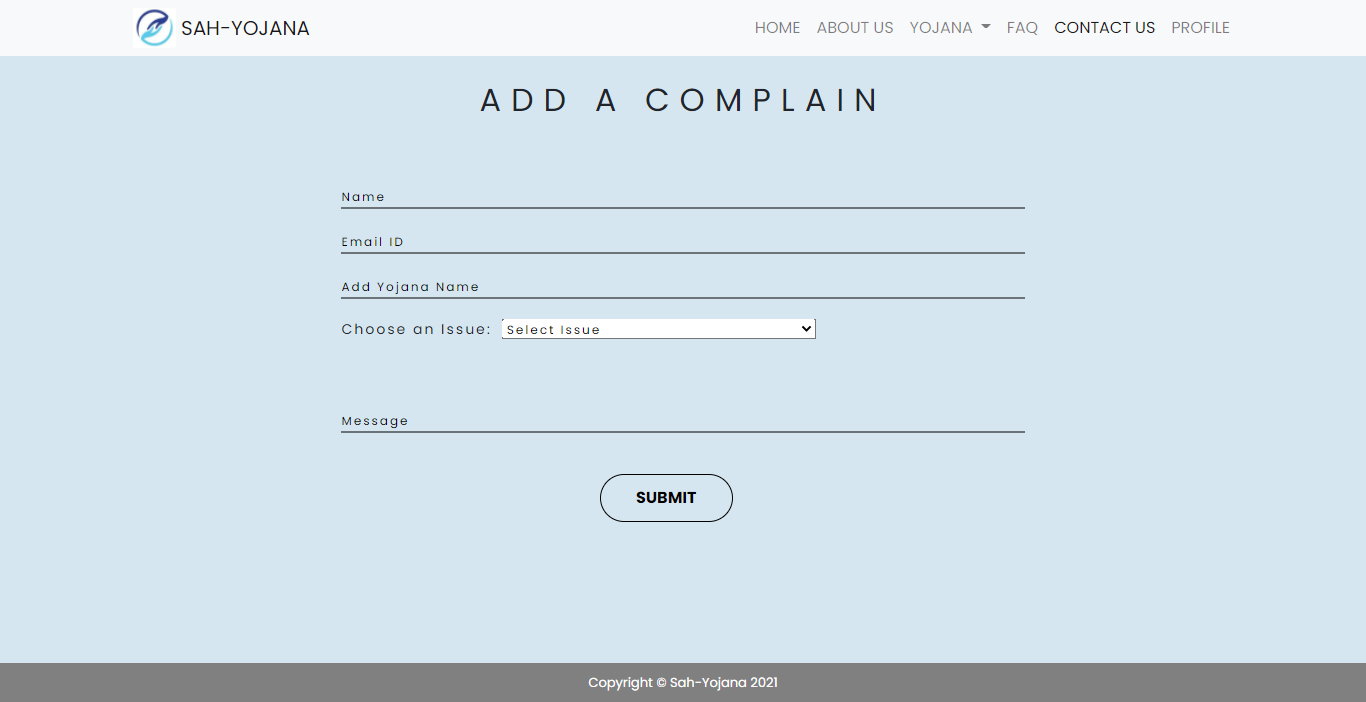 SAH-YOJANA HOME ABOUT US YOJANA FAQ CONTACT US PROFILE
ADD A COMPLAIN
Name
Email ID
Add Yojana Name
Choose an Issue: Select Issue
Message
SUBMIT
Copyright © Sah-Yojana 2021